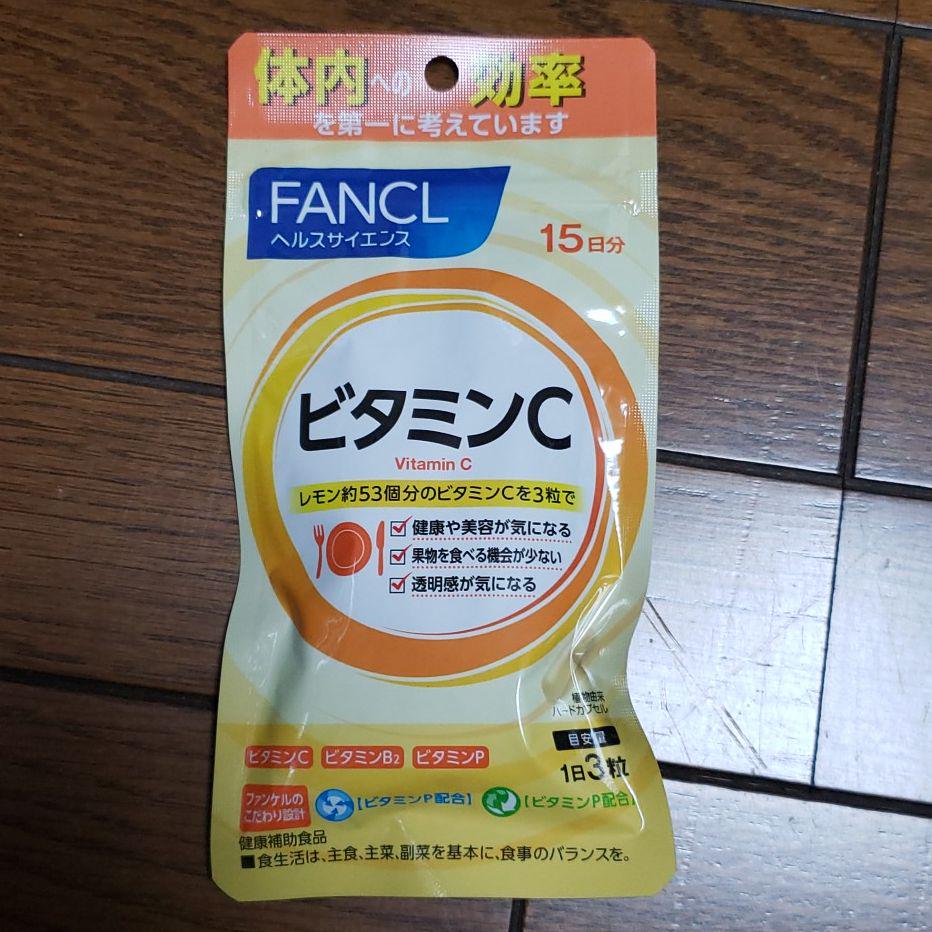 体内への効率
を第一に考えています
FANCL
ヘルスサイエンス
15日分
ビタミンC
Vitamin C
レモン約53個分のビタミンCを3粒で
健康や美容が気になる
果物を食べる機会が少ない
透明感が気になる
植物由来
ハードカプセル
目安量
1日3粒
ビタミンC ビタミンB2 ビタミンP
ファンケルの
こだわり設計
【ビタミンP配合】 【ビタミンP配合】
健康補助食品
■食生活は、主食、主菜、副菜を基本に、食事のバランスを。